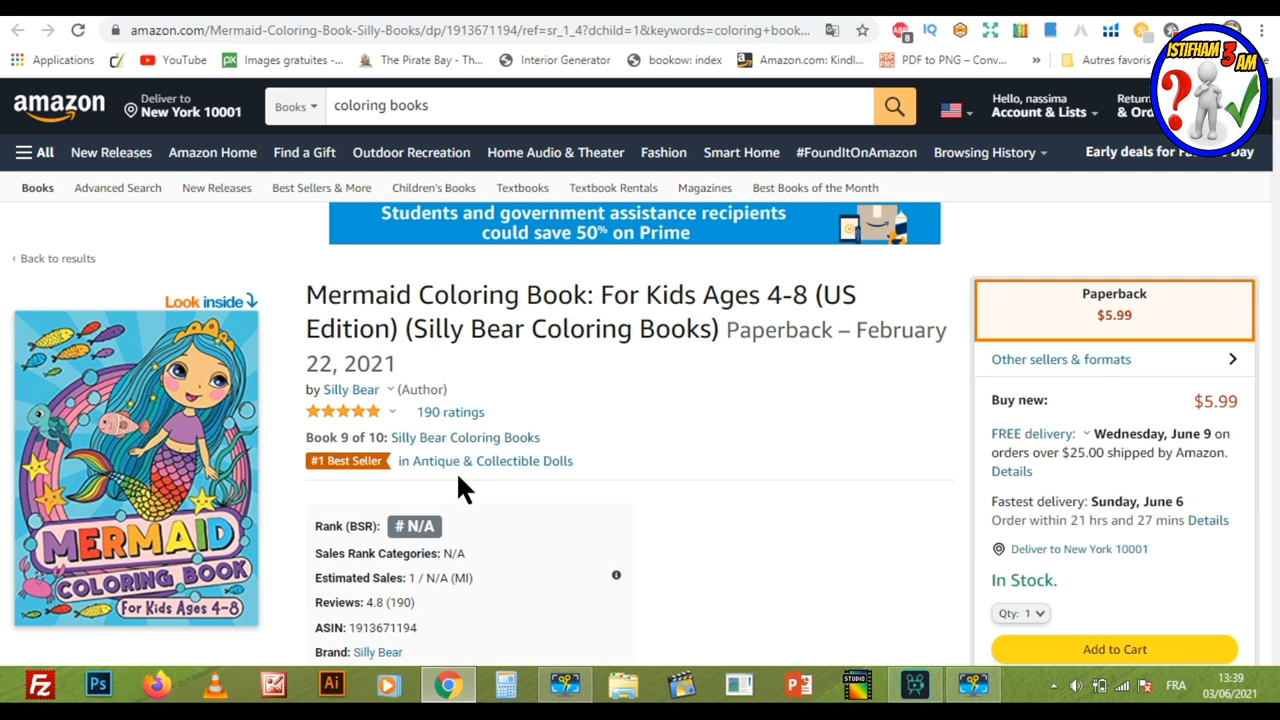 amazon.com/Mermaid-Coloring-Book-Silly-Books/dp/1913671194/ref=sr_1_4?dchild=1&keywords=coloring+book...
8
IQ
Applications
YouTube
Images gratuites -...
The Pirate Bay - Th...
Interior Generator
bookow: index
Amazon.com: Kindl...
PDF to PNG – Conv...
»
Autres favoris
ISTIFHAM 3 AM
amazon
Deliver to
New York 10001
Books
coloring books
Hello, nassima
Account & Lists
Return
& Or
All
New Releases
Amazon Home
Find a Gift
Outdoor Recreation
Home Audio & Theater
Fashion
Smart Home
#FoundItOnAmazon
Browsing History
Early deals for
Day
Books
Advanced Search
New Releases
Best Sellers & More
Children's Books
Textbooks
Textbook Rentals
Magazines
Best Books of the Month
Students and government assistance recipients
could save 50% on Prime
‹ Back to results
Look inside
MERMAID
COLORING BOOK
For Kids Ages 4-8
Mermaid Coloring Book: For Kids Ages 4-8 (US
Edition) (Silly Bear Coloring Books) Paperback – February
22, 2021
by Silly Bear (Author)
190 ratings
Book 9 of 10: Silly Bear Coloring Books
#1 Best Seller in Antique & Collectible Dolls
Rank (BSR): # N/A
Sales Rank Categories: N/A
Estimated Sales: 1 / N/A (MI)
Reviews: 4.8 (190)
ASIN: 1913671194
Brand: Silly Bear
Paperback
$5.99
Other sellers & formats
Buy new: $5.99
FREE delivery: Wednesday, June 9 on
orders over $25.00 shipped by Amazon.
Details
Fastest delivery: Sunday, June 6
Order within 21 hrs and 27 mins Details
Deliver to New York 10001
In Stock.
Qty: 1
Add to Cart
Fz
Ps
Ai
P
STUDIO
FRA
13:39
03/06/2021